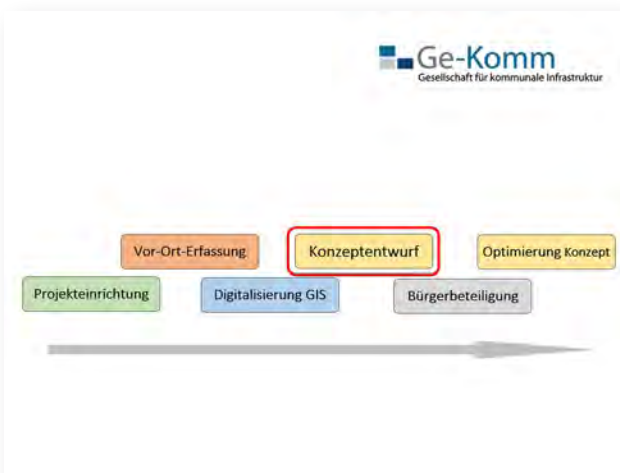 Ge-Komm
Gesellschaft für kommunale Infrastruktur
Vor-Ort-Erfassung
Konzeptentwurf
Optimierung Konzept
Projekteinrichtung
Digitalisierung GIS
Bürgerbeteiligung